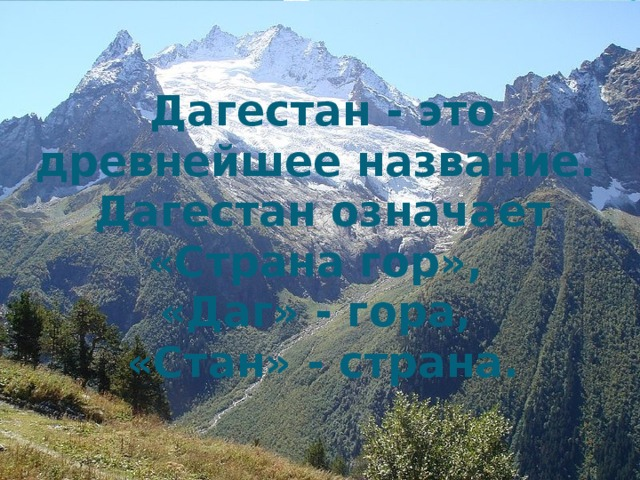 Дагестан - это
древнейшее название.
Дагестан означает
«Страна гор»,
«Даг» - гора,
«Стан» - страна.